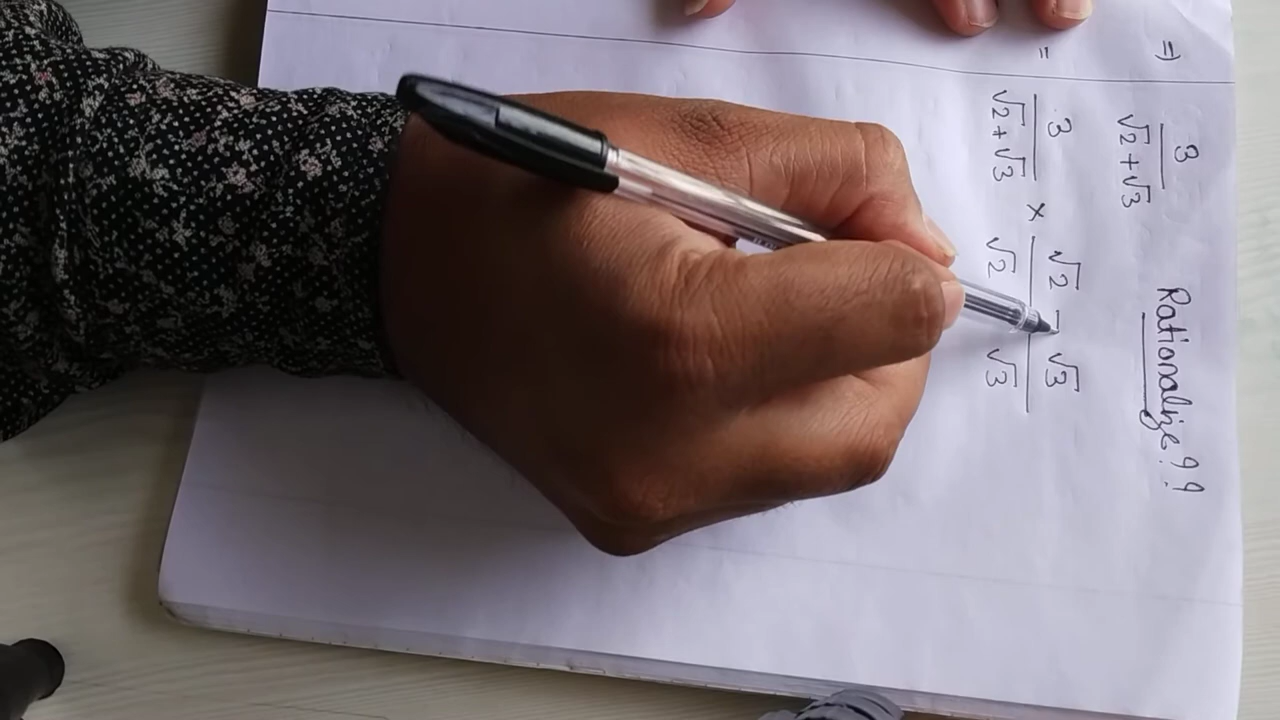 =) 3/(√2+√3) Rationalize??
= 3/(√2+√3) × (√2-√3)/(√2 √3)